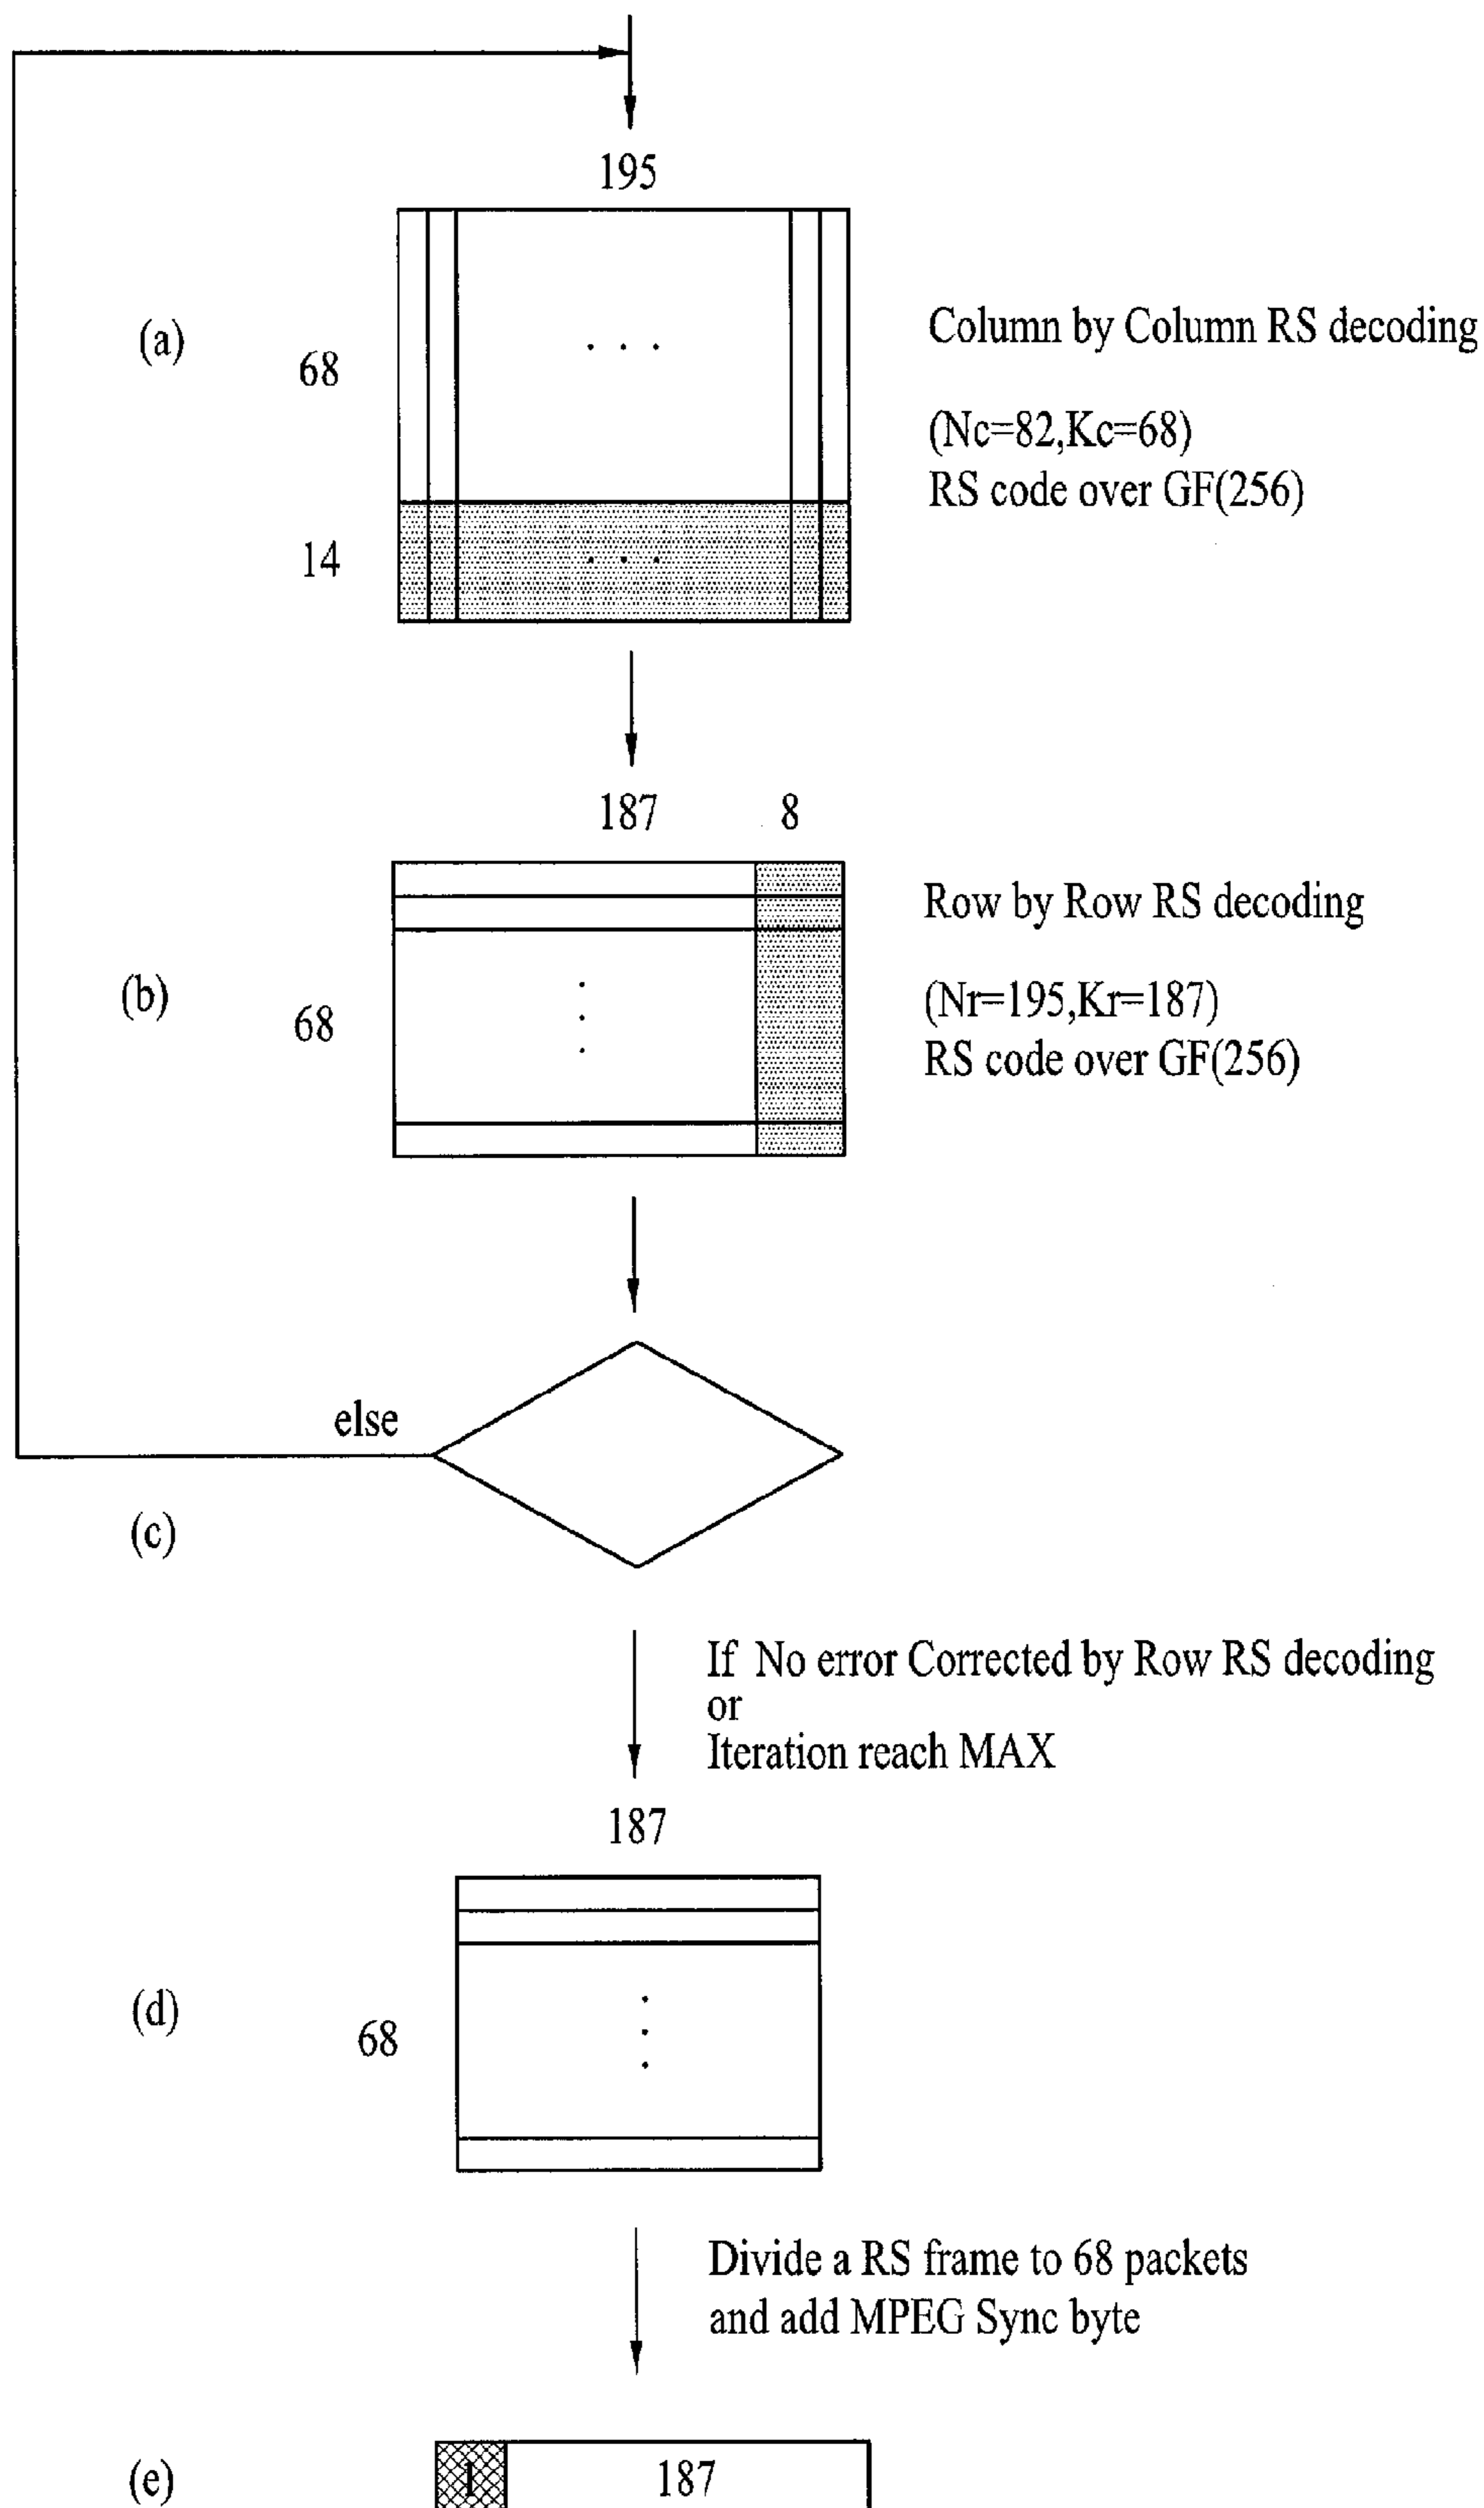 195
(a)
68
Column by Column RS decoding
(Nc=82,Kc=68)
RS code over GF(256)
14
187 8
(b)
68
Row by Row RS decoding
(Nr=195,Kr=187)
RS code over GF(256)
else
(c)
If No error Corrected by Row RS decoding
or
Iteration reach MAX
187
(d)
68
Divide a RS frame to 68 packets
and add MPEG Sync byte
(e)
1 187